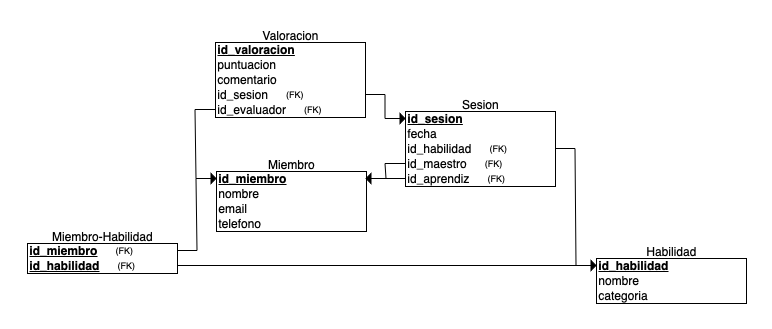 Valoracion
id_valoracion
puntuacion
comentario
id_sesion (FK)
id_evaluador (FK)
Sesion
id_sesion
fecha
id_habilidad (FK)
id_maestro (FK)
id_aprendiz (FK)
Miembro
id_miembro
nombre
email
telefono
Miembro-Habilidad
id_miembro (FK)
id_habilidad (FK)
Habilidad
id_habilidad
nombre
categoria